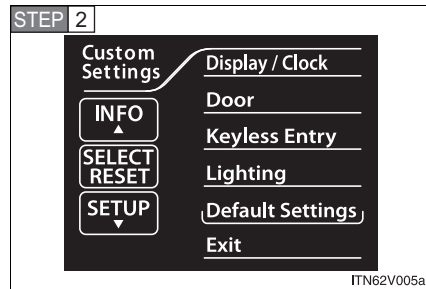 STEP 2
Custom
Settings
INFO
▲
SELECT
RESET
SETUP
▼
Display / Clock
Door
Keyless Entry
Lighting
Default Settings
Exit
ITN62V005a